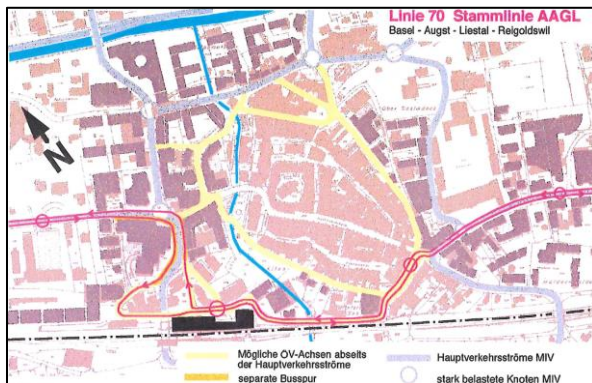 Linie 70 Stammlinie AAGL
Basel - Augst - Liestal - Reigoldswil
N
Mögliche ÖV-Achsen abseits
der Hauptverkehrsströme
separate Busspur
Hauptverkehrsströme MIV
stark belastete Knoten MIV